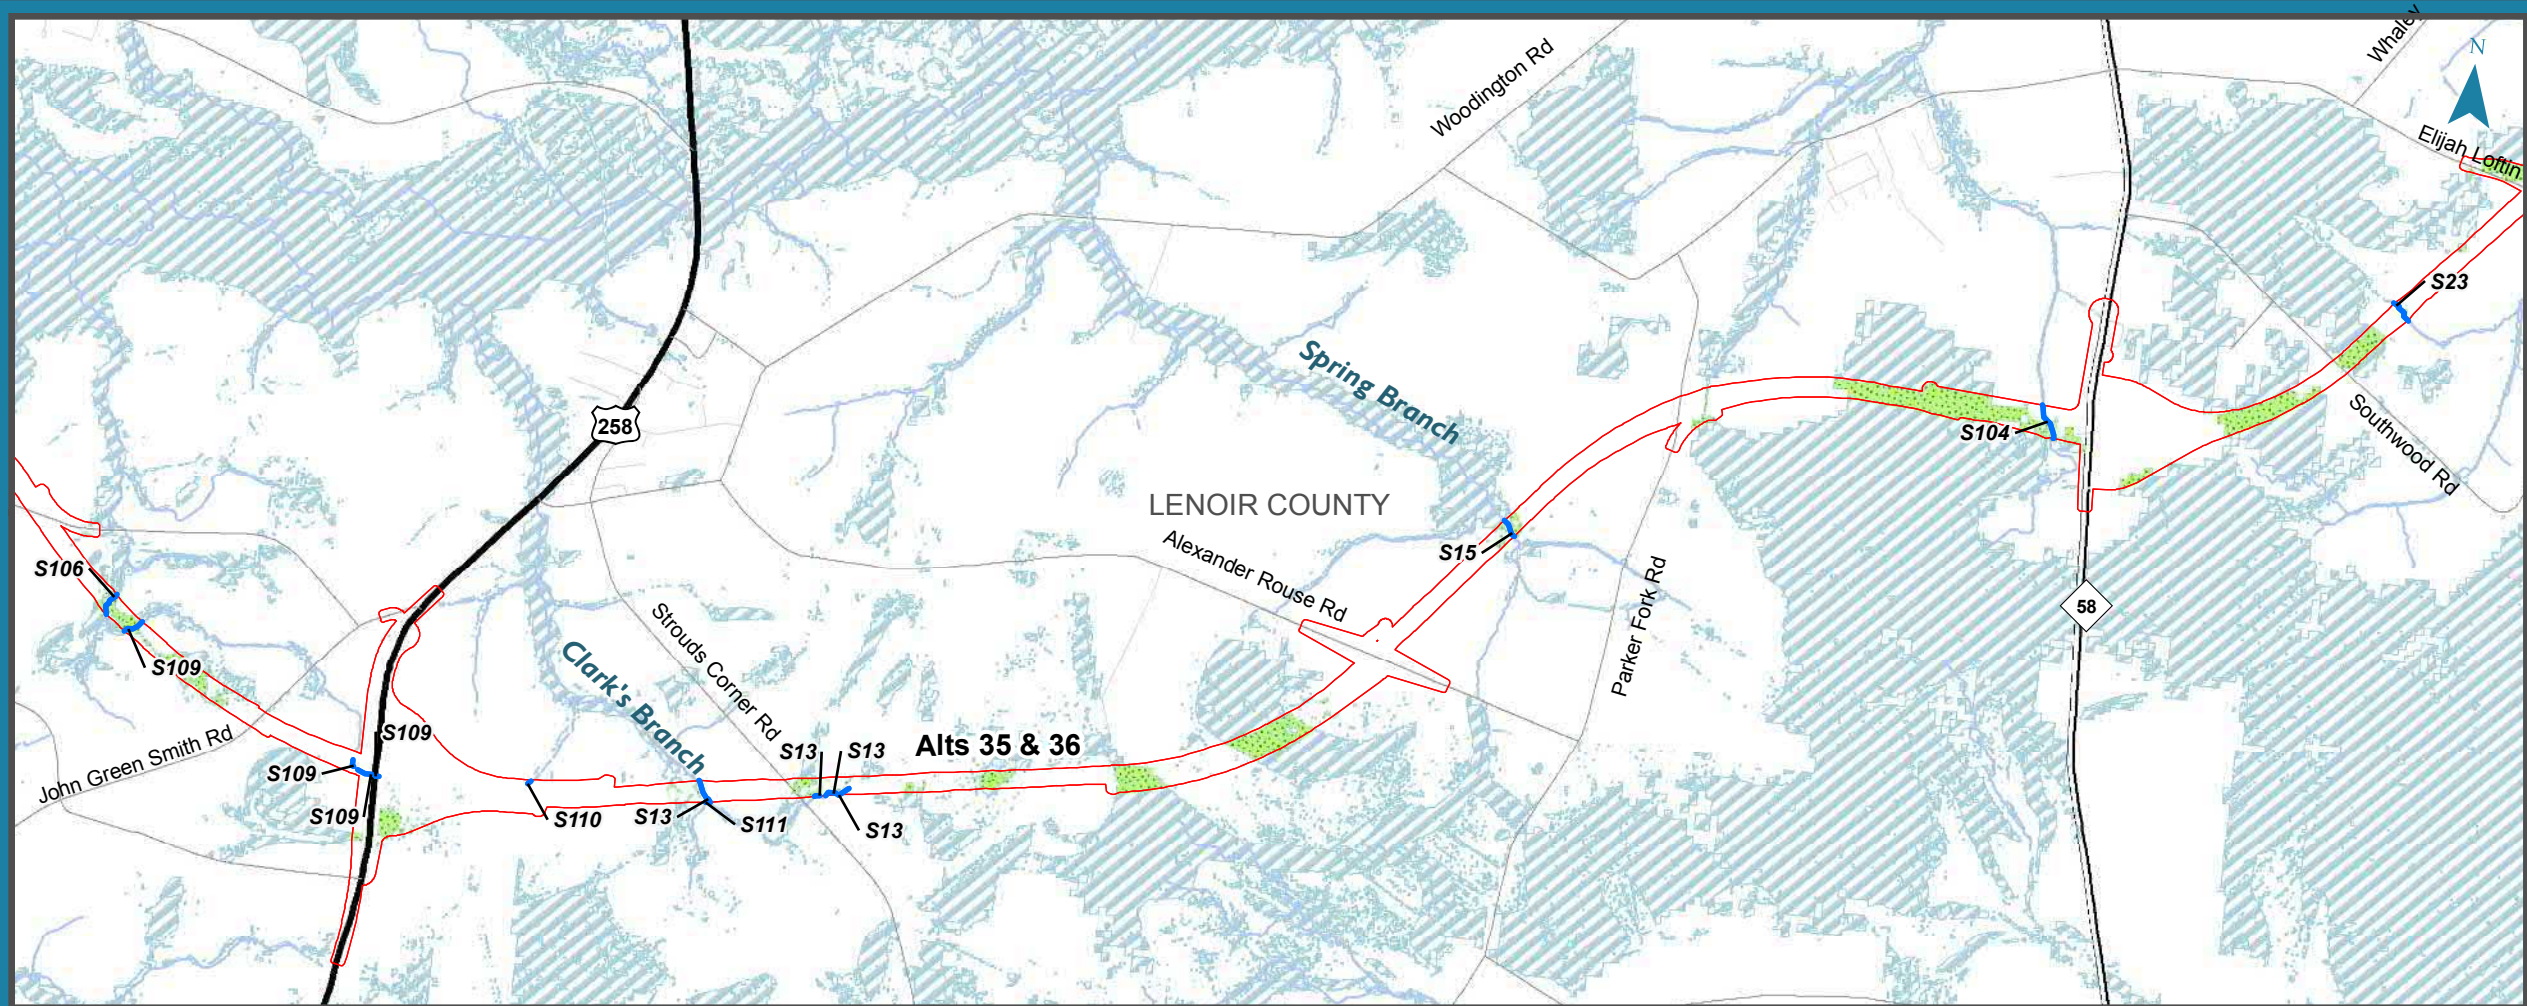 Whaley
N
Woodington Rd
Elijah Loftin
S23
Spring Branch
258
Southwood Rd
S104
LENOIR COUNTY
S15
Alexander Rouse Rd
S106
Parker Fork Rd
58
Strouds Corner Rd
Clark's Branch
S109
S109
John Green Smith Rd
S13
S13
Alts 35 & 36
S109
S109
S110
S13
S111
S13